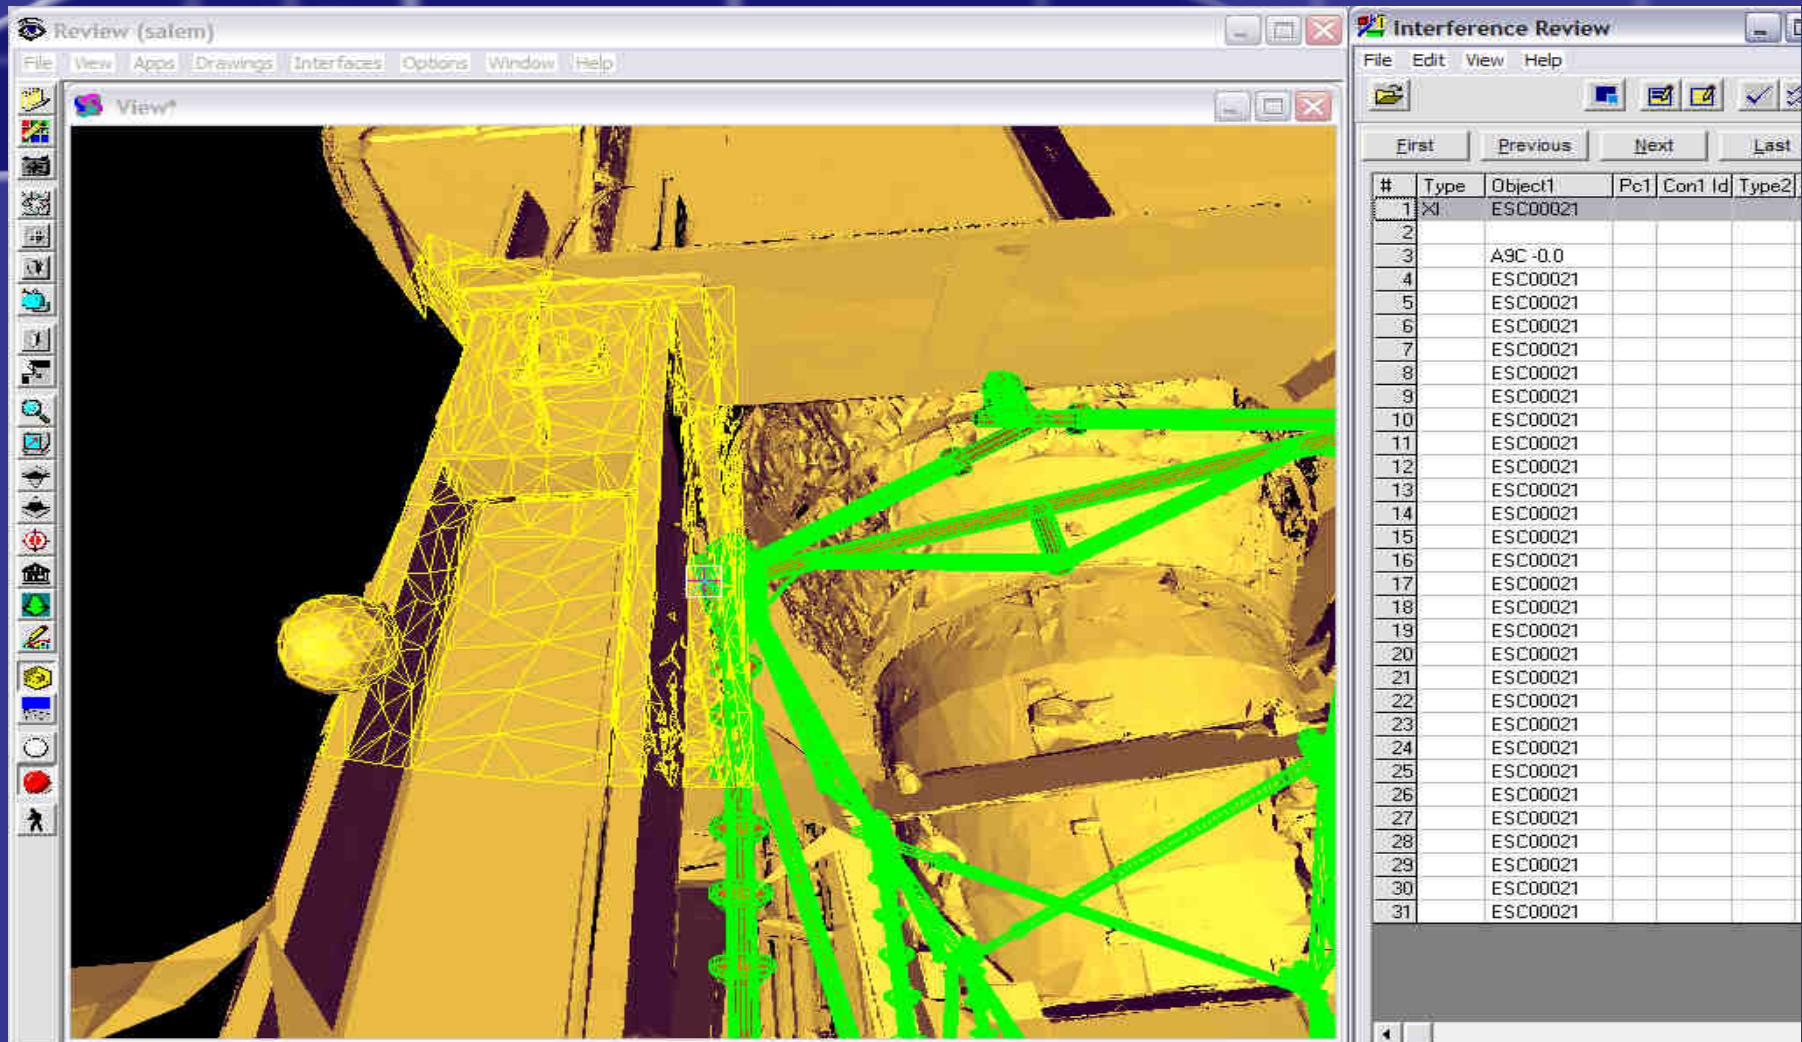 Review (salem)
File View Apps Drawings Interfaces Options Window Help
View*
Interference Review
File Edit View Help
First Previous Next Last
# Type Object1 Pc1 Con1 Id Type2
1 XI ESC00021
2
3 A9C -0.0
4 ESC00021
5 ESC00021
6 ESC00021
7 ESC00021
8 ESC00021
9 ESC00021
10 ESC00021
11 ESC00021
12 ESC00021
13 ESC00021
14 ESC00021
15 ESC00021
16 ESC00021
17 ESC00021
18 ESC00021
19 ESC00021
20 ESC00021
21 ESC00021
22 ESC00021
23 ESC00021
24 ESC00021
25 ESC00021
26 ESC00021
27 ESC00021
28 ESC00021
29 ESC00021
30 ESC00021
31 ESC00021